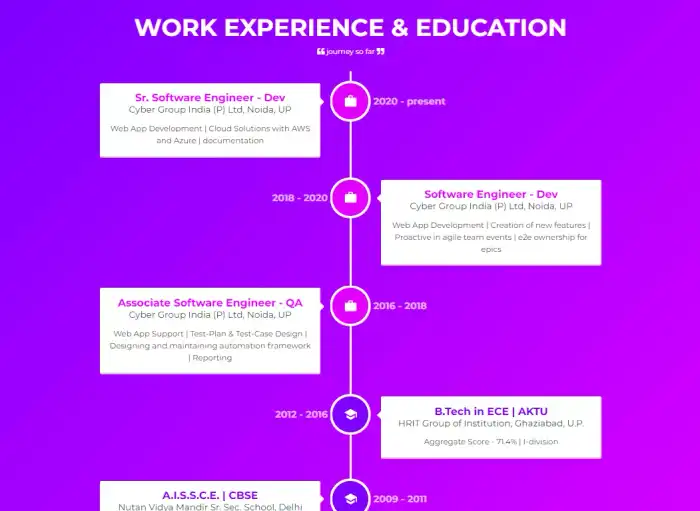 WORK EXPERIENCE & EDUCATION
❝ journey so far ❞
Sr. Software Engineer - Dev
Cyber Group India (P) Ltd, Noida, UP
Web App Development | Cloud Solutions with AWS
and Azure | documentation
2020 - present
2018 - 2020
Software Engineer - Dev
Cyber Group India (P) Ltd, Noida, UP
Web App Development | Creation of new features |
Proactive in agile team events | e2e ownership for
epics
Associate Software Engineer - QA
Cyber Group India (P) Ltd, Noida, UP
Web App Support | Test-Plan & Test-Case Design |
Designing and maintaining automation framework
| Reporting
2016 - 2018
2012 - 2016
B.Tech in ECE | AKTU
HRIT Group of Institution, Ghaziabad, U.P.
Aggregate Score - 71.4% | I-division
A.I.S.S.C.E. | CBSE
Nutan Vidya Mandir Sr. Sec. School, Delhi
2009 - 2011